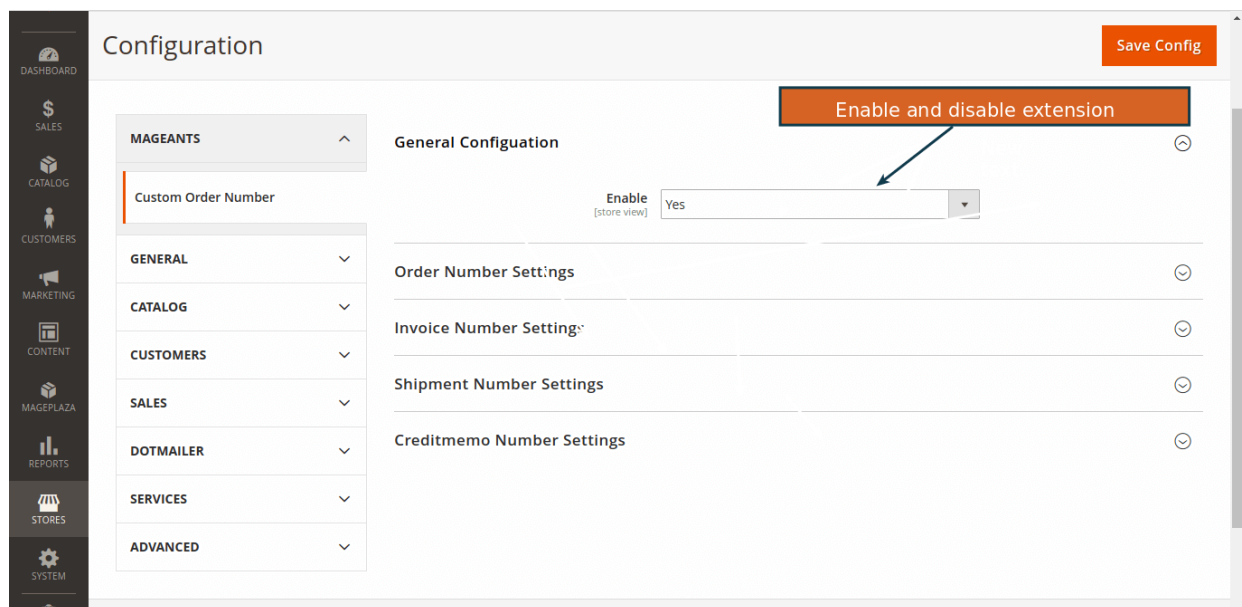 Configuration
Save Config
DASHBOARD
$
SALES
CATALOG
CUSTOMERS
MARKETING
CONTENT
MAGEPLAZA
REPORTS
STORES
SYSTEM
MAGEANTS
Custom Order Number
GENERAL
CATALOG
CUSTOMERS
SALES
DOTMAILER
SERVICES
ADVANCED
Enable and disable extension
General Configuation
Enable
[store view]
Yes
Order Number Settings
Invoice Number Settings
Shipment Number Settings
Creditmemo Number Settings